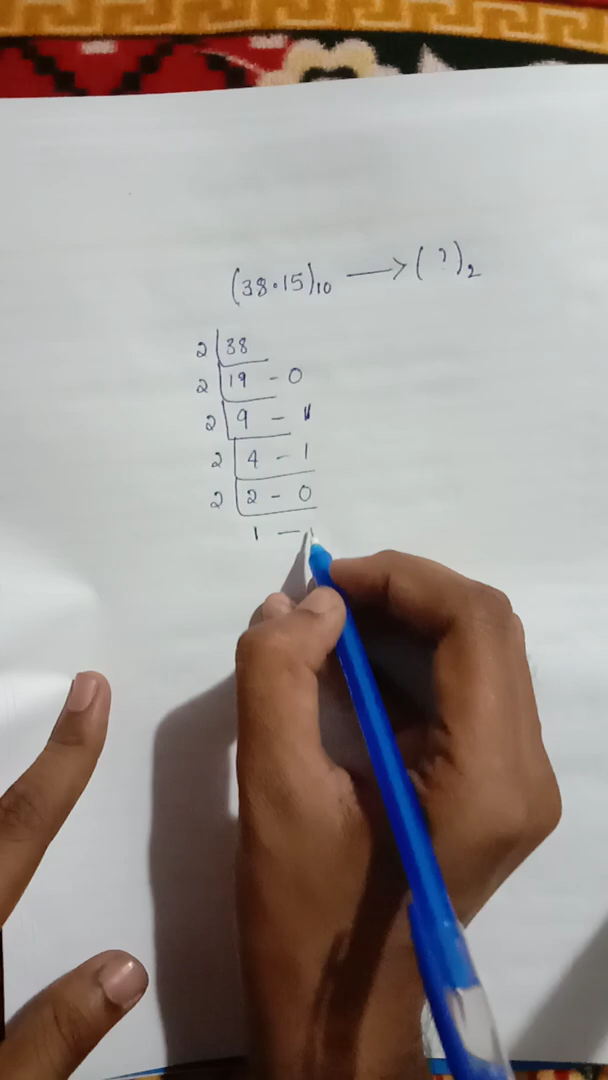 (38.15)10 → (?)2
2 | 38
2 | 19 - 0
2 | 9 - 1
2 | 4 - 1
2 | 2 - 0
1 -